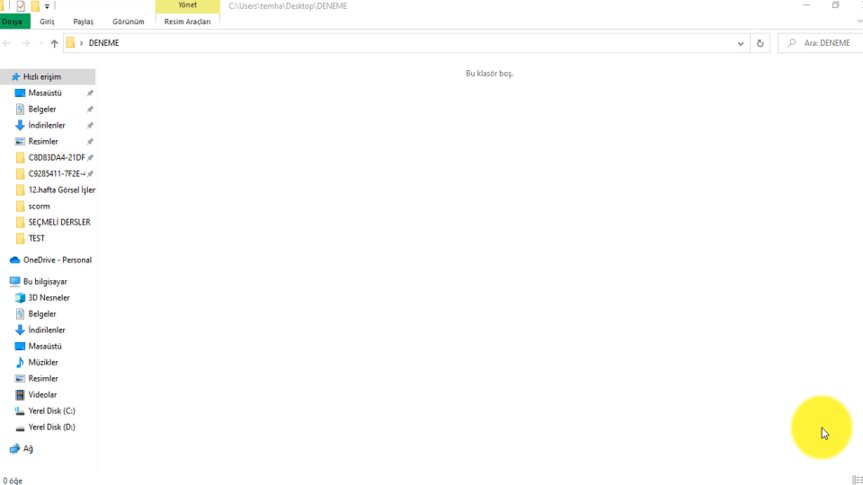 Yönet
C:\Users\temha\Desktop\DENEME
Dosya
Giriş
Paylaş
Görünüm
Resim Araçları
DENEME
Ara: DENEME
Bu klasör boş.
Hızlı erişim
Masaüstü
Belgeler
İndirilenler
Resimler
C8D83DA4-21DF
C9285411-7F2E-4
12.hafta Görsel İşler
scorm
SEÇMELİ DERSLER
TEST
OneDrive - Personal
Bu bilgisayar
3D Nesneler
Belgeler
İndirilenler
Masaüstü
Müzikler
Resimler
Videolar
Yerel Disk (C:)
Yerel Disk (D:)
Ağ
0 öğe